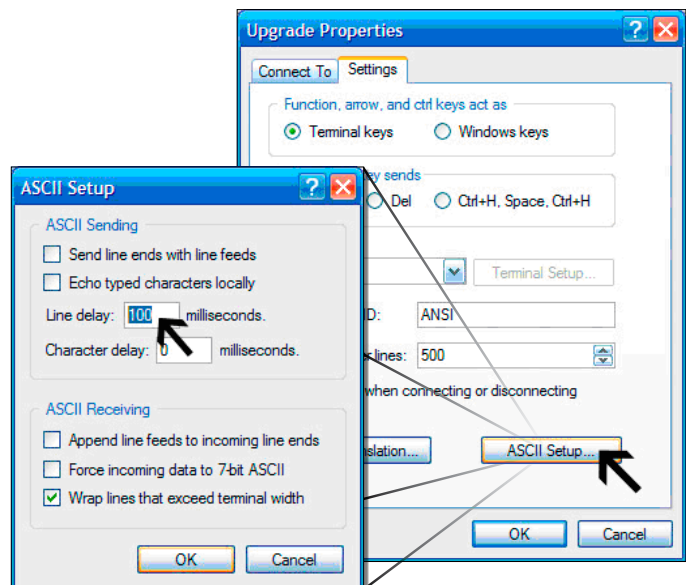 Upgrade Properties
Connect To Settings
Function, arrow, and ctrl keys act as
Terminal keys Windows keys
key sends
Del Ctrl+H, Space, Ctrl+H
Terminal Setup...
ID: ANSI
lines: 500
when connecting or disconnecting
ASCII Setup...
OK Cancel
ASCII Setup
ASCII Sending
Send line ends with line feeds
Echo typed characters locally
Line delay: 100 milliseconds.
Character delay: 0 milliseconds.
ASCII Receiving
Append line feeds to incoming line ends
Force incoming data to 7-bit ASCII
Wrap lines that exceed terminal width
OK Cancel